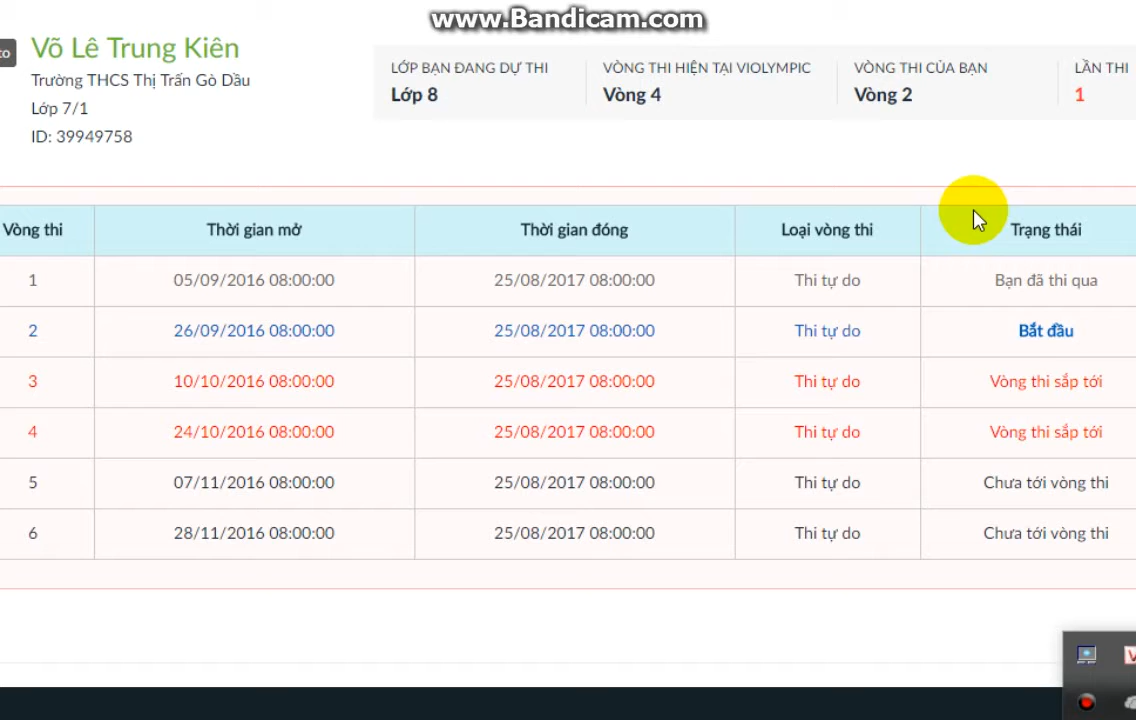 www.Bandicam.com
to
Võ Lê Trung Kiên
Trường THCS Thị Trấn Gò Dầu
Lớp 7/1
ID: 39949758
LỚP BẠN ĐANG DỰ THI VÒNG THI HIỆN TẠI VIOLYMPIC VÒNG THI CỦA BẠN LẦN THI
Lớp 8 Vòng 4 Vòng 2 1
Vòng thi Thời gian mở Thời gian đóng Loại vòng thi Trạng thái
1 05/09/2016 08:00:00 25/08/2017 08:00:00 Thi tự do Bạn đã thi qua
2 26/09/2016 08:00:00 25/08/2017 08:00:00 Thi tự do Bắt đầu
3 10/10/2016 08:00:00 25/08/2017 08:00:00 Thi tự do Vòng thi sắp tới
4 24/10/2016 08:00:00 25/08/2017 08:00:00 Thi tự do Vòng thi sắp tới
5 07/11/2016 08:00:00 25/08/2017 08:00:00 Thi tự do Chưa tới vòng thi
6 28/11/2016 08:00:00 25/08/2017 08:00:00 Thi tự do Chưa tới vòng thi
V